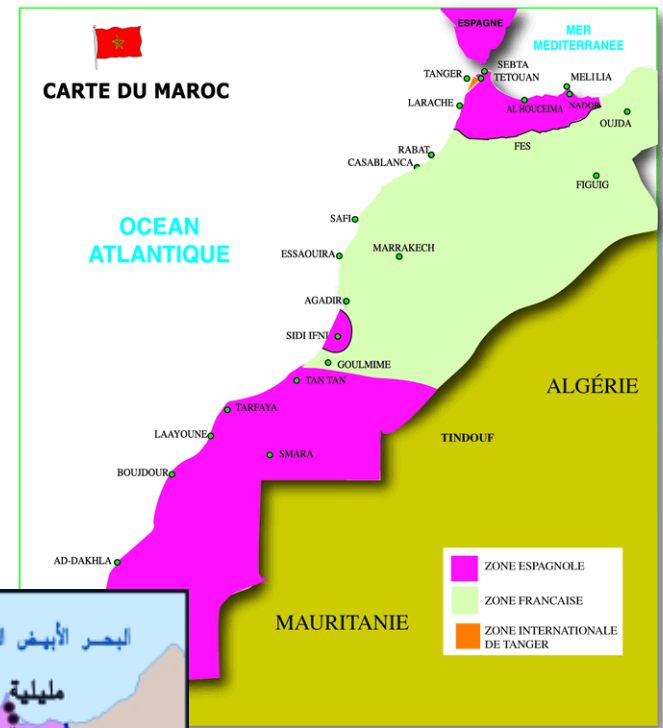 ESPAGNE
MER
MEDITERRANEE
SEBTA
TANGER
TETOUAN
MELILIA
LARACHE
AL HOUCEIMA
NADOR
OUJDA
CARTE DU MAROC
RABAT
FES
CASABLANCA
FIGUIG
SAFI
OCEAN
ATLANTIQUE
MARRAKECH
ESSAOUIRA
AGADIR
SIDI IFNI
GOULMIME
TAN TAN
ALGÉRIE
TARFAYA
LAAYOUNE
TINDOUF
SMARA
BOUJDOUR
AD-DAKHLA
ZONE ESPAGNOLE
ZONE FRANCAISE
ZONE INTERNATIONALE
DE TANGER
MAURITANIE
البحر الأبيض
مليلية